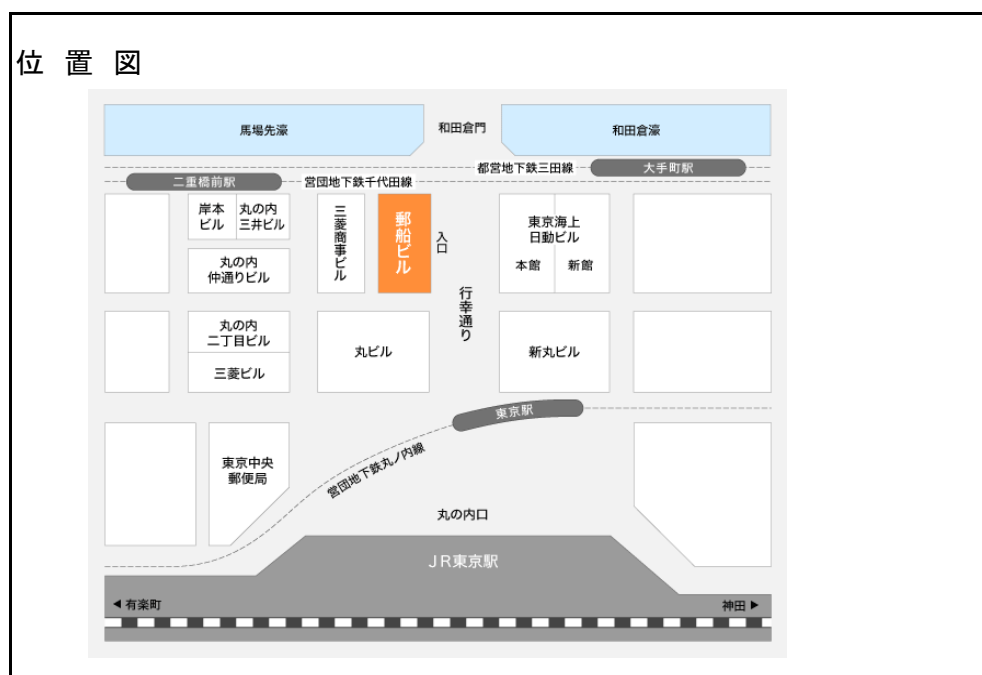 位 置 図
馬場先濠
和田倉門
和田倉濠
都営地下鉄三田線
大手町駅
二重橋前駅
営団地下鉄千代田線
岸本
ビル
丸の内
三井ビル
三菱商事ビル
郵船ビル
入口
東京海上
日動ビル
本館
新館
丸の内
仲通りビル
行幸通り
丸の内
二丁目ビル
三菱ビル
丸ビル
新丸ビル
東京駅
営団地下鉄丸ノ内線
東京中央
郵便局
丸の内口
JR東京駅
◀有楽町
神田▶